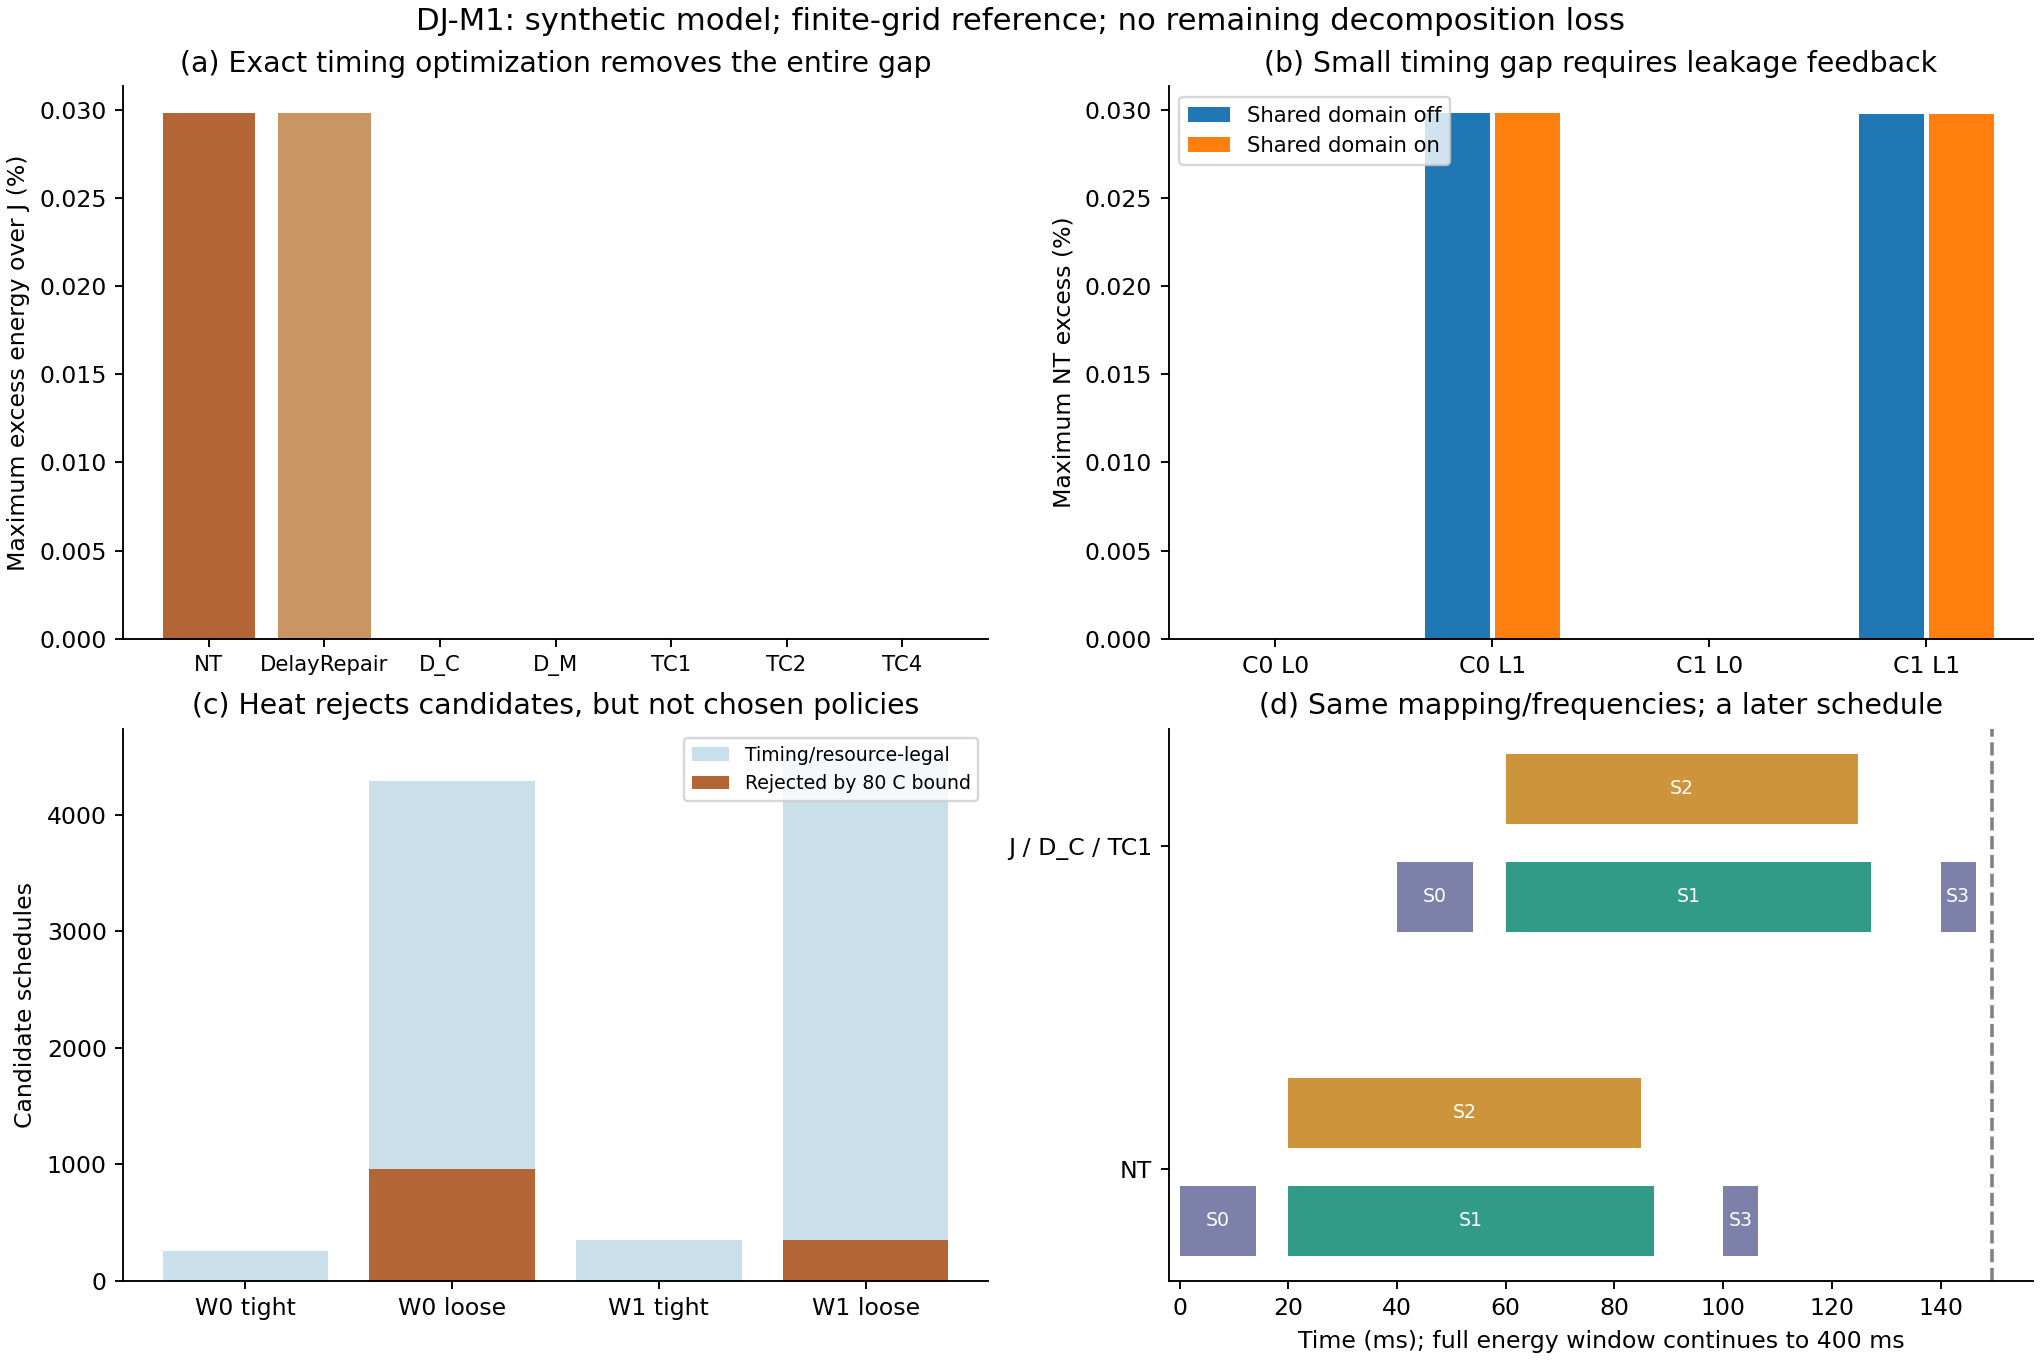 DJ-M1: synthetic model; finite-grid reference; no remaining decomposition loss
(a) Exact timing optimization removes the entire gap
Maximum excess energy over J (%)
0.030
0.025
0.020
0.015
0.010
0.005
0.000
NT
DelayRepair
D_C
D_M
TC1
TC2
TC4
(b) Small timing gap requires leakage feedback
Shared domain off
Shared domain on
Maximum NT excess (%)
0.030
0.025
0.020
0.015
0.010
0.005
0.000
C0 L0
C0 L1
C1 L0
C1 L1
(c) Heat rejects candidates, but not chosen policies
Timing/resource-legal
Rejected by 80 C bound
Candidate schedules
4000
3000
2000
1000
0
W0 tight
W0 loose
W1 tight
W1 loose
(d) Same mapping/frequencies; a later schedule
J / D_C / TC1
S2
S0
S1
S3
NT
S2
S0
S1
S3
0
20
40
60
80
100
120
140
Time (ms); full energy window continues to 400 ms